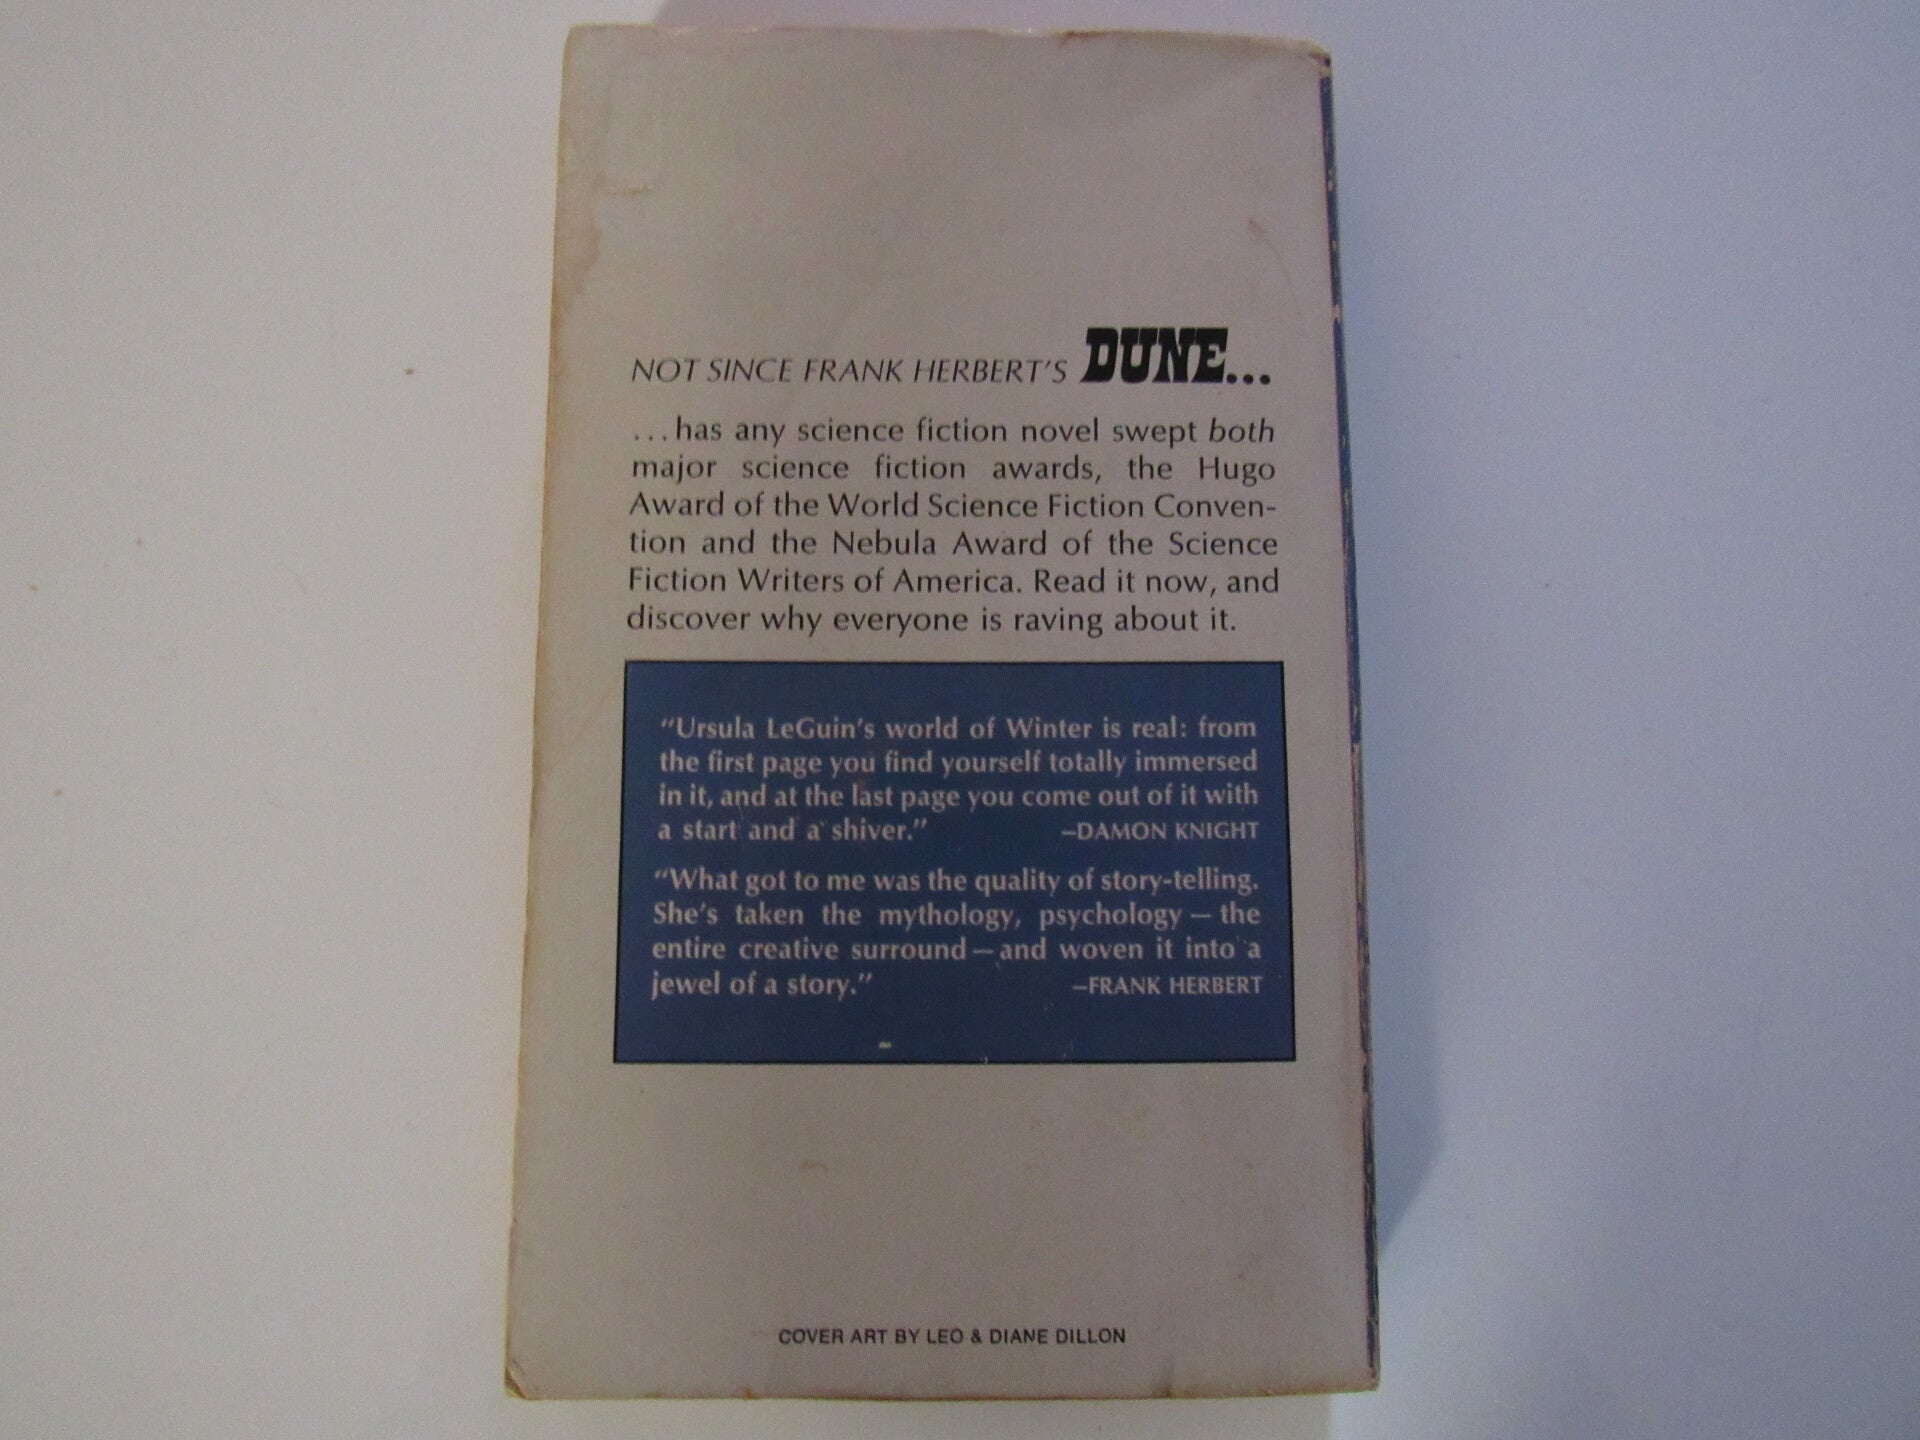 NOT SINCE FRANK HERBERT'S DUNE...
...has any science fiction novel swept both
major science fiction awards, the Hugo
Award of the World Science Fiction Conven-
tion and the Nebula Award of the Science
Fiction Writers of America. Read it now, and
discover why everyone is raving about it.
"Ursula LeGuin's world of Winter is real: from
the first page you find yourself totally immersed
in it, and at the last page you come out of it with
a start and a shiver." —DAMON KNIGHT
"What got to me was the quality of story-telling.
She's taken the mythology, psychology — the
entire creative surround — and woven it into a
jewel of a story." —FRANK HERBERT
COVER ART BY LEO & DIANE DILLON